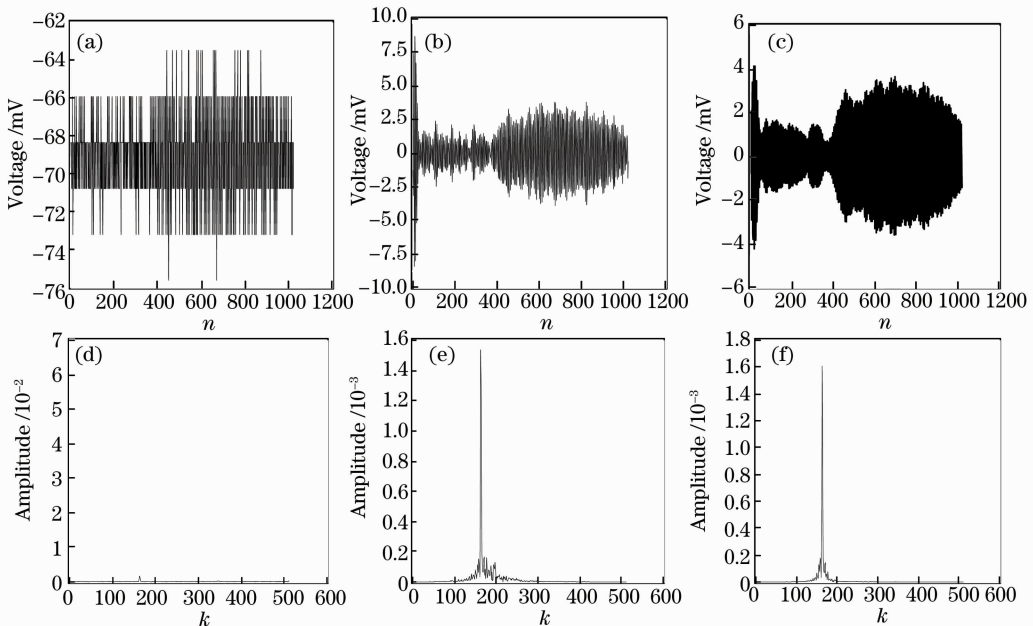 (a)
Voltage /mV
−62
−64
−66
−68
−70
−72
−74
−76
0 200 400 600 800 1000 1200
n
(b)
Voltage /mV
10.0
7.5
5.0
2.5
0
−2.5
−5.0
−7.5
−10.0
0 200 400 600 800 1000 1200
n
(c)
Voltage /mV
6
4
2
0
−2
−4
−6
0 200 400 600 800 1000 1200
n
(d)
Amplitude /10⁻²
7
6
5
4
3
2
1
0
0 100 200 300 400 500 600
k
(e)
Amplitude /10⁻³
1.6
1.4
1.2
1.0
0.8
0.6
0.4
0.2
0
0 100 200 300 400 500 600
k
(f)
Amplitude /10⁻³
1.8
1.6
1.4
1.2
1.0
0.8
0.6
0.4
0.2
0
0 100 200 300 400 500 600
k